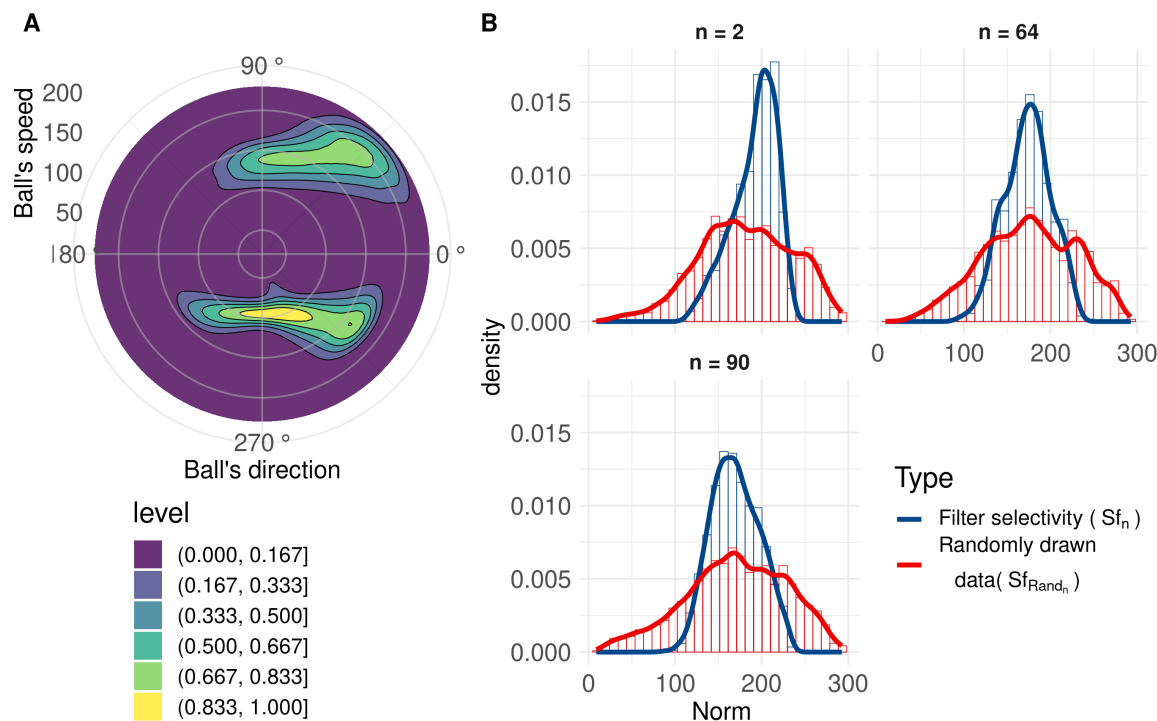 A
90 °
200
150
100
50
Ball's speed
180 °
0 °
270 °
Ball's direction
level
(0.000, 0.167]
(0.167, 0.333]
(0.333, 0.500]
(0.500, 0.667]
(0.667, 0.833]
(0.833, 1.000]
B
n = 2
n = 64
0.015
0.010
0.005
0.000
0
100
200
300
density
n = 90
0.015
0.010
0.005
0.000
0
100
200
300
Norm
Type
Filter selectivity ( Sfₙ )
Randomly drawn
data( Sf_Randₙ )